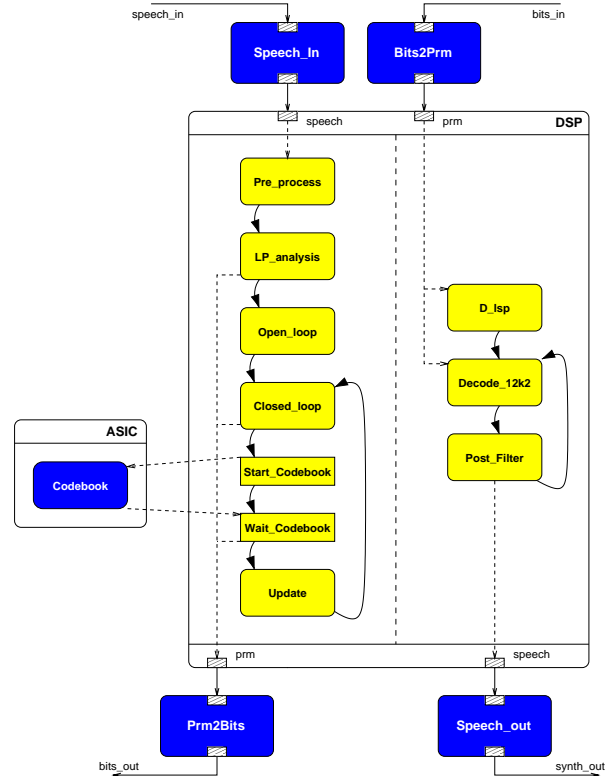 speech_in
bits_in
Speech_In
Bits2Prm
speech
prm
DSP
Pre_process
LP_analysis
D_lsp
Open_loop
Closed_loop
Decode_12k2
ASIC
Start_Codebook
Post_Filter
Codebook
Wait_Codebook
Update
prm
speech
Prm2Bits
Speech_out
bits_out
synth_out